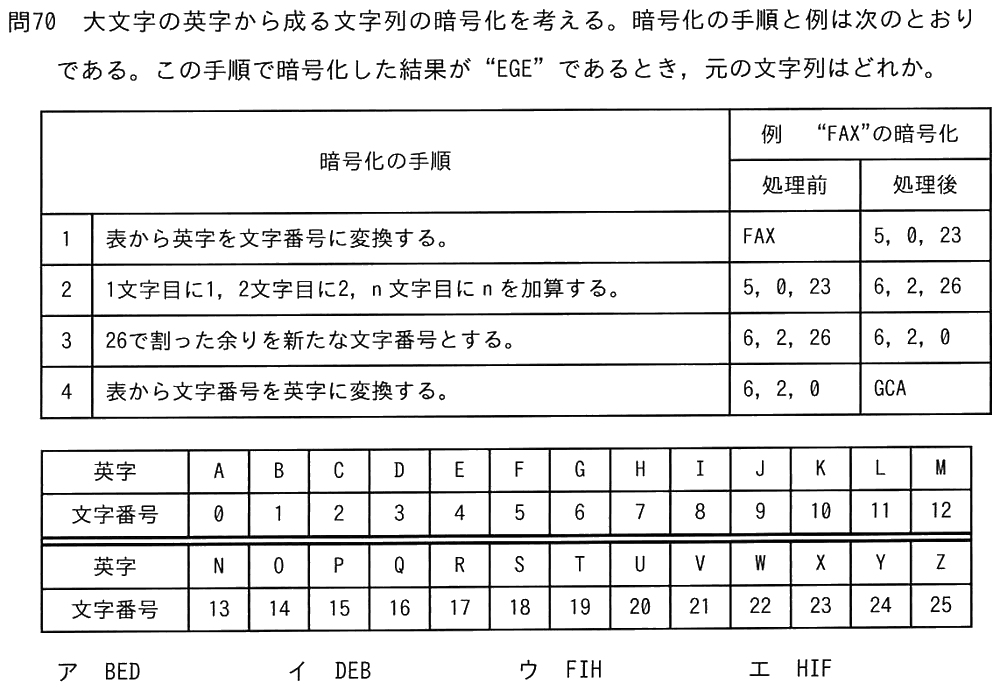 問70　大文字の英字から成る文字列の暗号化を考える。暗号化の手順と例は次のとおり
である。この手順で暗号化した結果が“EGE”であるとき，元の文字列はどれか。
暗号化の手順　例　“FAX”の暗号化
処理前　処理後
1　表から英字を文字番号に変換する。　FAX　5, 0, 23
2　1文字目に1，2文字目に2，n文字目にnを加算する。　5, 0, 23　6, 2, 26
3　26で割った余りを新たな文字番号とする。　6, 2, 26　6, 2, 0
4　表から文字番号を英字に変換する。　6, 2, 0　GCA
英字　A　B　C　D　E　F　G　H　I　J　K　L　M
文字番号　0　1　2　3　4　5　6　7　8　9　10　11　12
英字　N　O　P　Q　R　S　T　U　V　W　X　Y　Z
文字番号　13　14　15　16　17　18　19　20　21　22　23　24　25
ア　BED　イ　DEB　ウ　FIH　エ　HIF